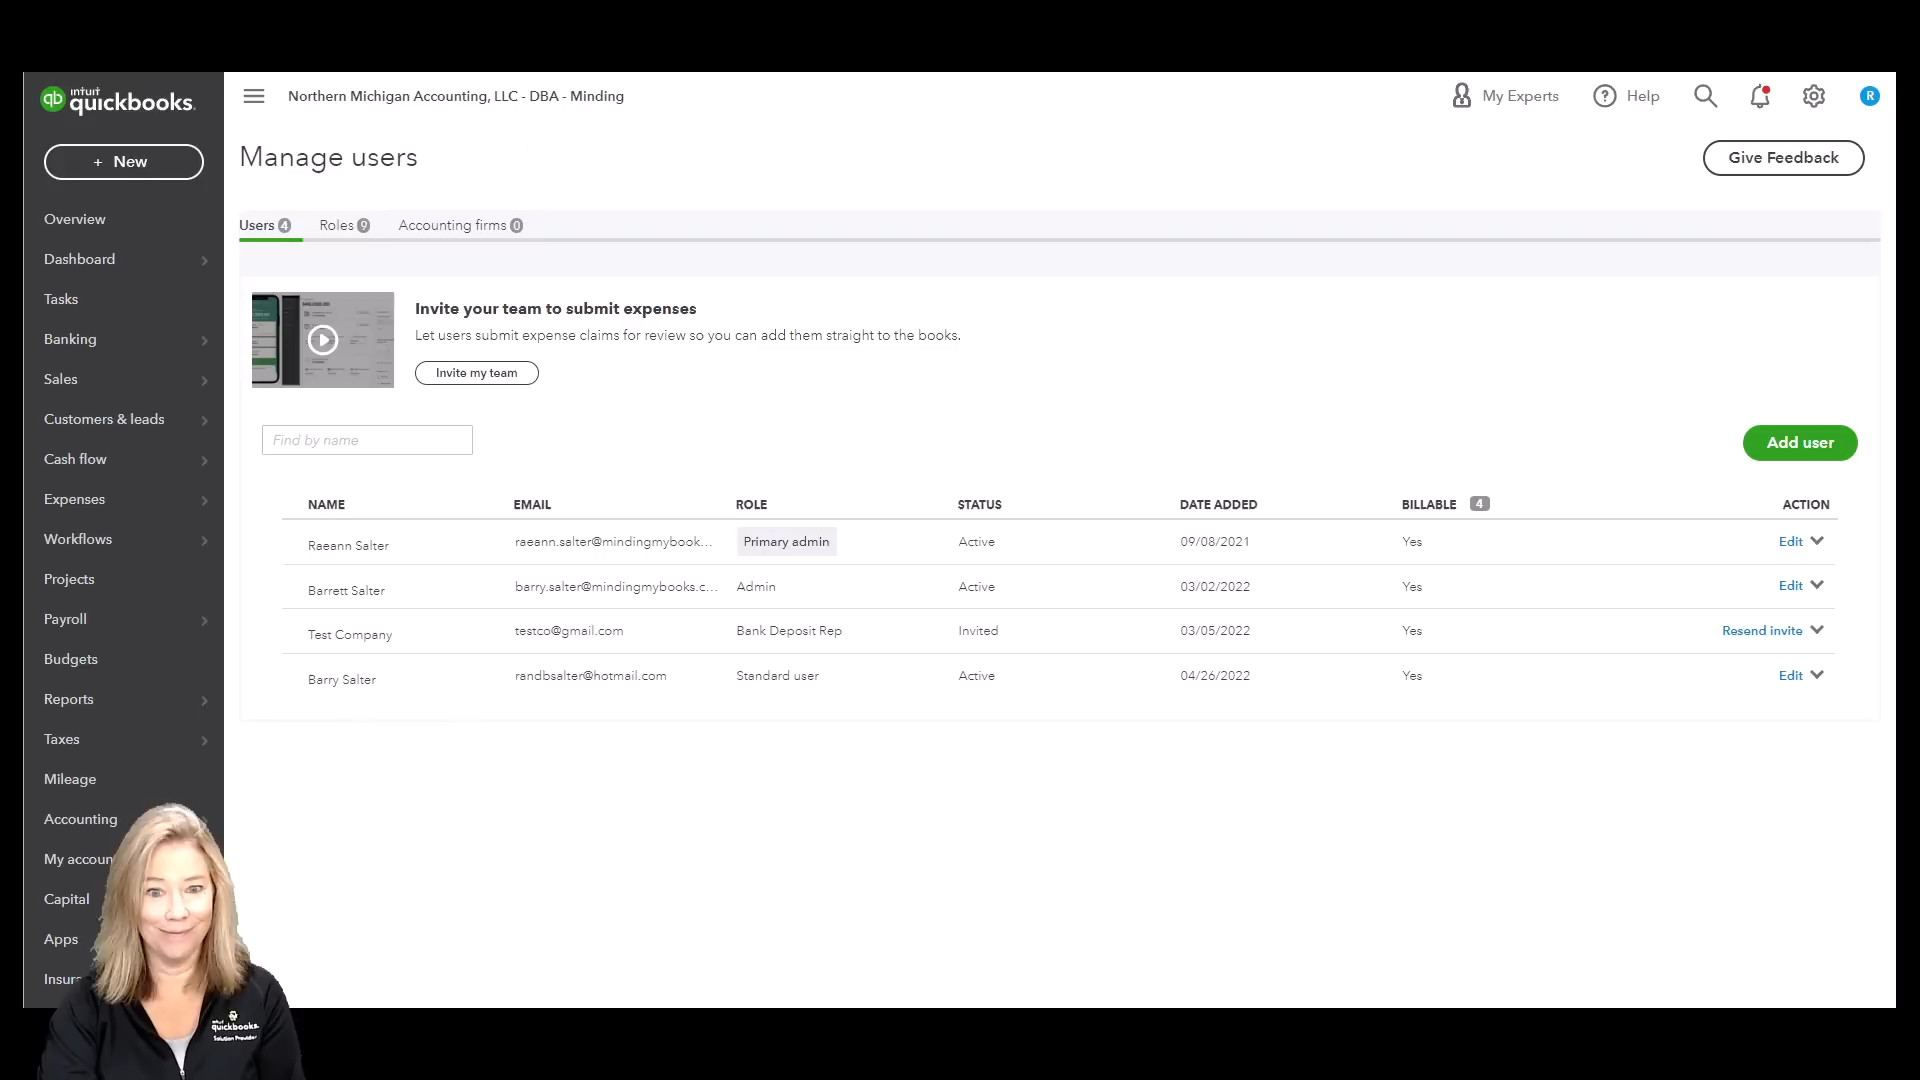 intuit
quickbooks.
Northern Michigan Accounting, LLC - DBA - Minding
My Experts
Help
R
+ New
Manage users
Give Feedback
Overview
Dashboard
Tasks
Banking
Sales
Customers & leads
Cash flow
Expenses
Workflows
Projects
Payroll
Budgets
Reports
Taxes
Mileage
Accounting
My accoun
Capital
Apps
Insur
Users 4 Roles 9 Accounting firms 0
Invite your team to submit expenses
Let users submit expense claims for review so you can add them straight to the books.
Invite my team
Find by name
Add user
NAME EMAIL ROLE STATUS DATE ADDED BILLABLE 4 ACTION
Raeann Salter raeann.salter@mindingmybook... Primary admin Active 09/08/2021 Yes Edit
Barrett Salter barry.salter@mindingmybooks.c... Admin Active 03/02/2022 Yes Edit
Test Company testco@gmail.com Bank Deposit Rep Invited 03/05/2022 Yes Resend invite
Barry Salter randbsalter@hotmail.com Standard user Active 04/26/2022 Yes Edit
quickbooks.
Solution Provider